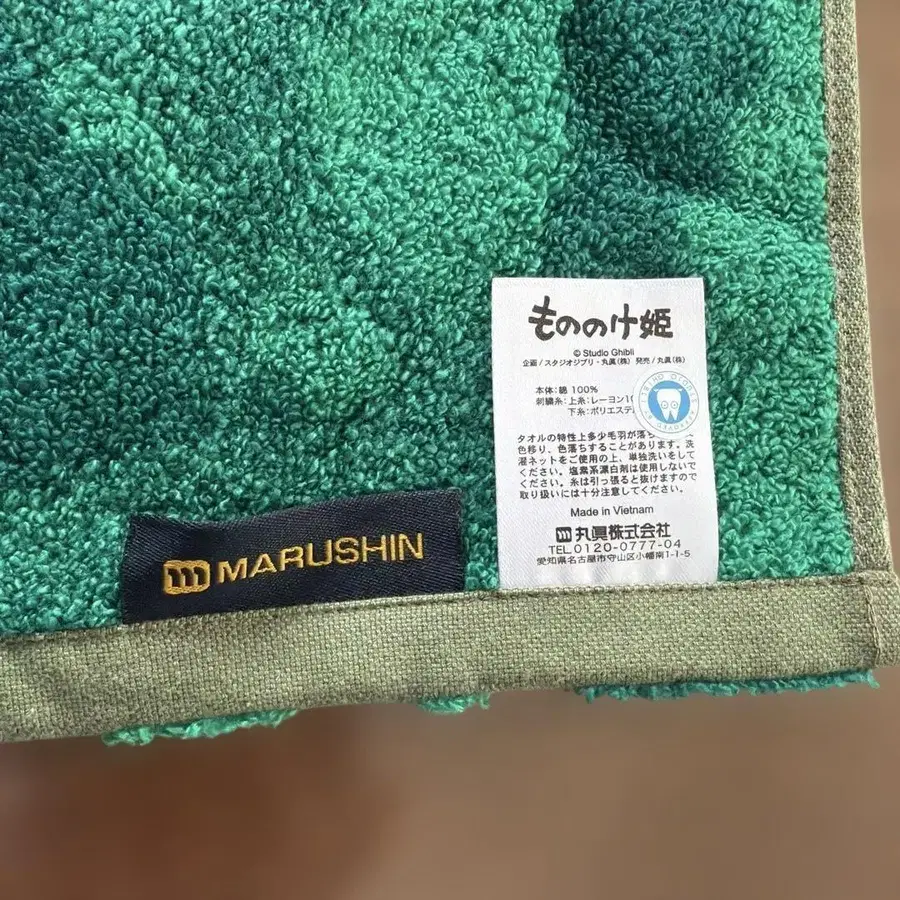 もののけ姫
© Studio Ghibli
企画/スタジオジブリ・丸眞(株) 発売/丸眞(株)
本体:綿 100%
刺繍糸:上糸:レーヨン10
下糸:ポリエステ
タオルの特性上多少毛羽が落
色移り、色落ちすることがあります。洗
濯ネットをご使用の上、単独洗いをして
ください。塩素系漂白剤は使用しないで
ください。糸は引っ張ると抜けますので
取り扱いには十分注意してください。
Made in Vietnam
丸眞株式会社
TEL.0120-0777-04
愛知県名古屋市守山区小幡南1-1-5
MARUSHIN